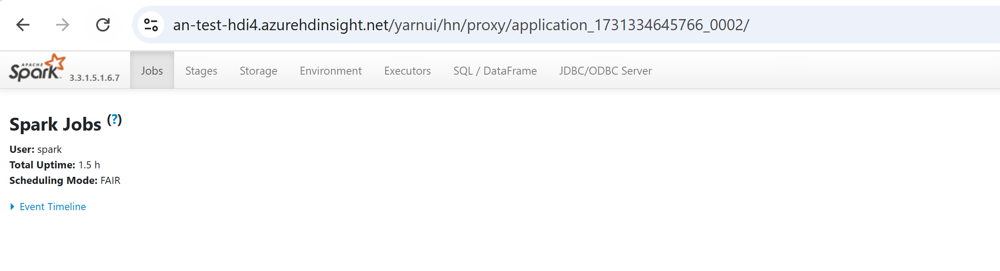 an-test-hdi4.azurehdinsight.net/yarnui/hn/proxy/application_1731334645766_0002/
APACHE Spark 3.3.1.5.1.6.7 Jobs Stages Storage Environment Executors SQL / DataFrame JDBC/ODBC Server
Spark Jobs (?)
User: spark
Total Uptime: 1.5 h
Scheduling Mode: FAIR
Event Timeline